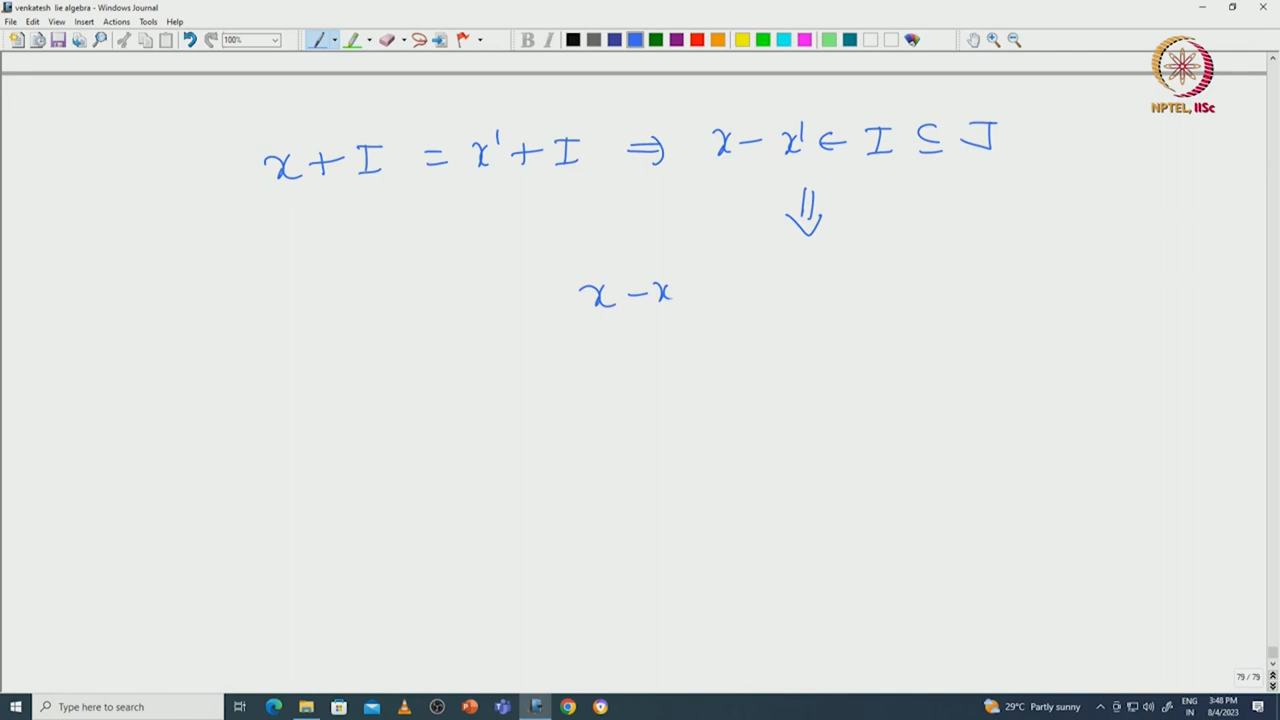 venkatesh lie algebra - Windows Journal
File Edit View Insert Actions Tools Help
100%
B I
NPTEL, IISc
x + I = x' + I ⇒ x - x' ∈ I ⊆ J
⇓
x - x
79 / 79
Type here to search
29°C Partly sunny
ENG
IN
3:48 PM
8/4/2023